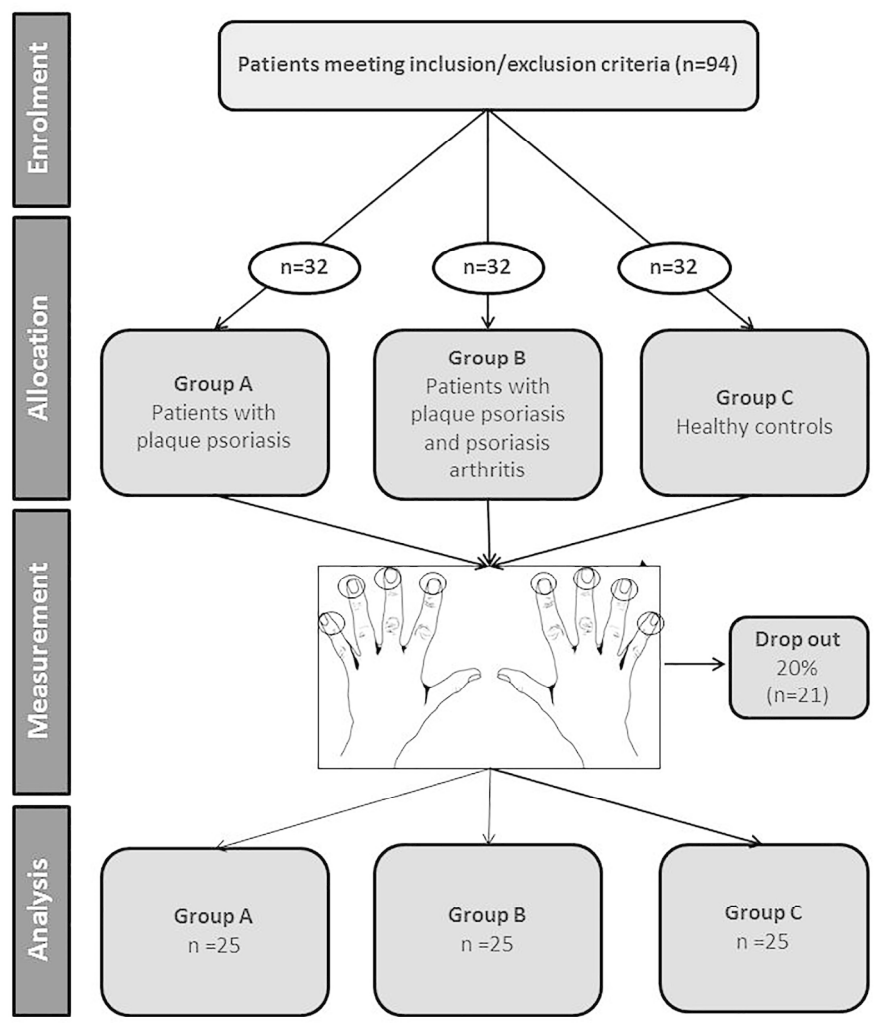 Enrolment
Patients meeting inclusion/exclusion criteria (n=94)
Allocation
n=32
n=32
n=32
Group A
Patients with
plaque psoriasis
Group B
Patients with
plaque psoriasis
and psoriasis
arthritis
Group C
Healthy controls
Measurement
Drop out
20%
(n=21)
Analysis
Group A
n =25
Group B
n =25
Group C
n =25